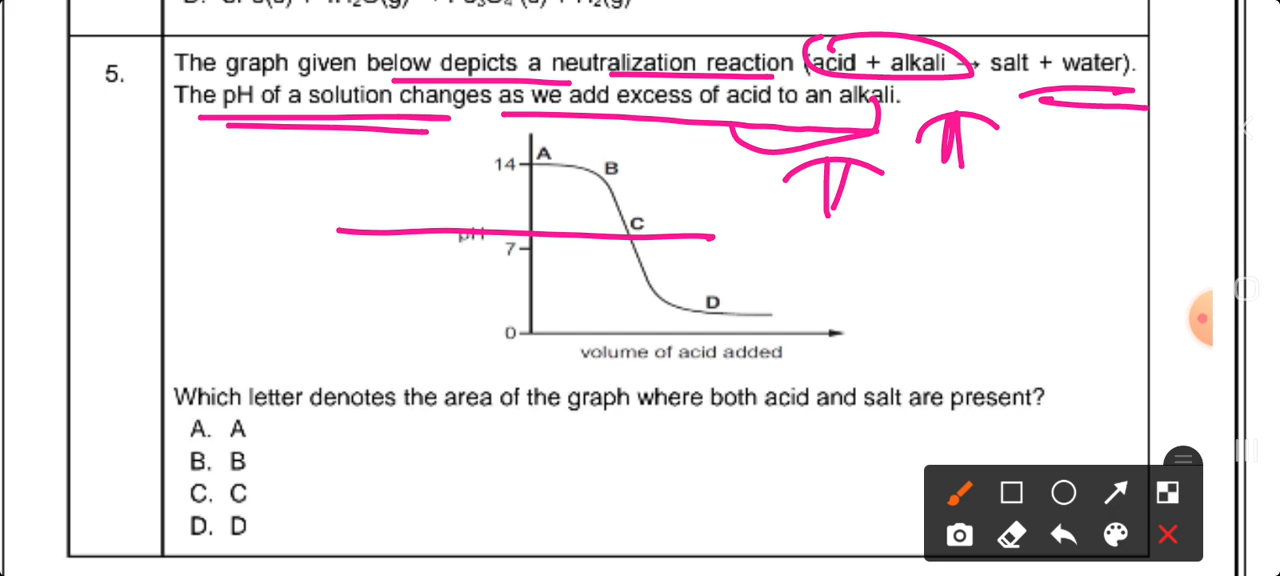 5.
The graph given below depicts a neutralization reaction (acid + alkali → salt + water).
The pH of a solution changes as we add excess of acid to an alkali.
14
A
B
C
pH
7
D
0
volume of acid added
Which letter denotes the area of the graph where both acid and salt are present?
A. A
B. B
C. C
D. D